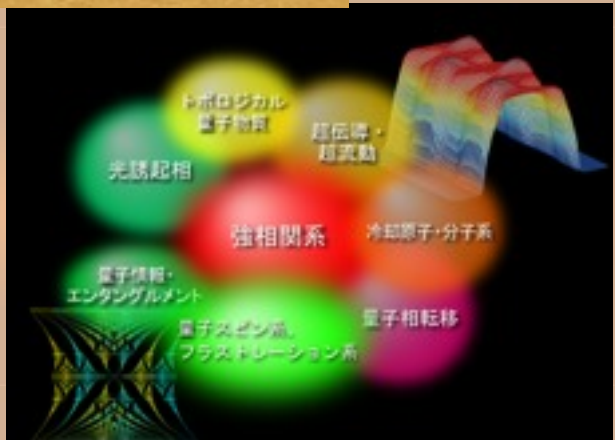 トポロジカル
量子物質
超伝導・
超流動
光誘起相
強相関系
冷却原子・分子系
量子情報・
エンタングルメント
量子スピン系、
フラストレーション系
量子相転移